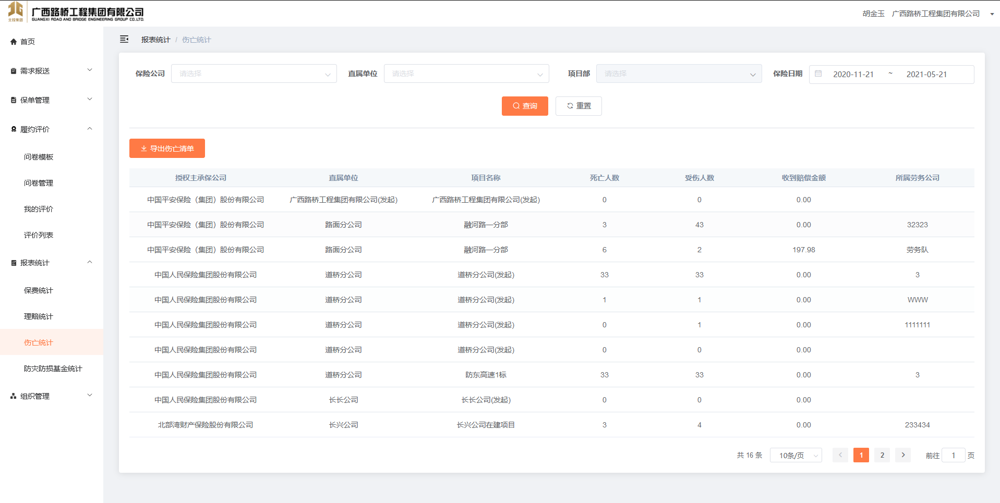 北投集团
广西路桥工程集团有限公司
GUANGXI ROAD AND BRIDGE ENGINEERING GROUP CO.,LTD.
胡金玉 广西路桥工程集团有限公司
首页
需求报送
保单管理
履约评价
问卷模板
问卷管理
我的评价
评价列表
报表统计
保费统计
理赔统计
伤亡统计
防灾防损基金统计
组织管理
报表统计 / 伤亡统计
保险公司 请选择 直属单位 请选择 项目部 请选择 保险日期 2020-11-21 ~ 2021-05-21
查询 重置
导出伤亡清单
授权主承保公司 直属单位 项目名称 死亡人数 受伤人数 收到赔偿金额 所属劳务公司
中国平安保险（集团）股份有限公司 广西路桥工程集团有限公司(发起) 广西路桥工程集团有限公司(发起) 0 0 0.00
中国平安保险（集团）股份有限公司 路面分公司 融河路一分部 3 43 0.00 32323
中国平安保险（集团）股份有限公司 路面分公司 融河路一分部 6 2 197.98 劳务队
中国人民保险集团股份有限公司 道桥分公司 道桥分公司(发起) 33 33 0.00 3
中国人民保险集团股份有限公司 道桥分公司 道桥分公司(发起) 1 1 0.00 WWW
中国人民保险集团股份有限公司 道桥分公司 道桥分公司(发起) 0 1 0.00 1111111
中国人民保险集团股份有限公司 道桥分公司 道桥分公司(发起) 0 0 0.00
中国人民保险集团股份有限公司 道桥分公司 防东高速1标 33 33 0.00 3
中国人民保险集团股份有限公司 长长公司 长长公司(发起) 0 0 0.00
北部湾财产保险股份有限公司 长兴公司 长兴公司在建项目 3 4 0.00 233434
共 16 条 10条/页 1 2 前往 1 页